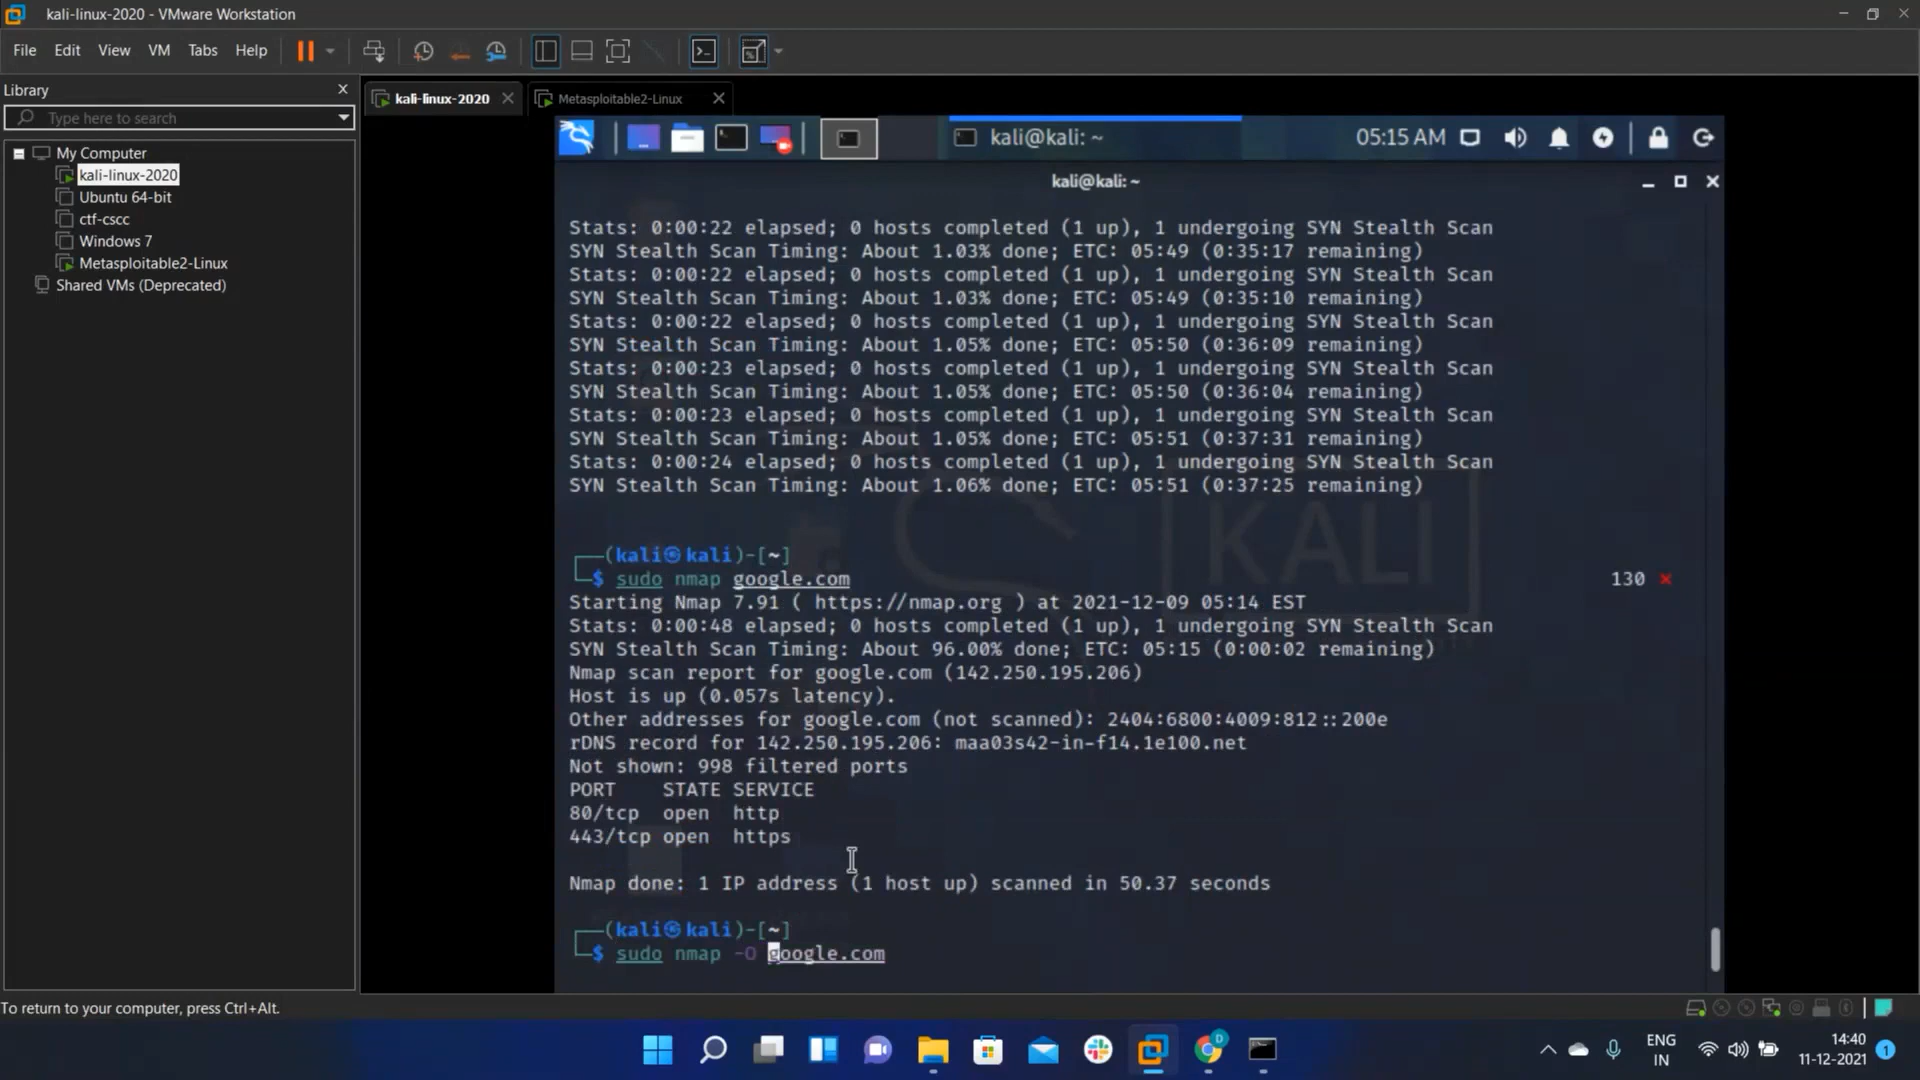 kali-linux-2020 - VMware Workstation
File Edit View VM Tabs Help
Library
Type here to search
My Computer
kali-linux-2020
Ubuntu 64-bit
ctf-cscc
Windows 7
Metasploitable2-Linux
Shared VMs (Deprecated)
kali-linux-2020 Metasploitable2-Linux
kali@kali: ~ 05:15 AM
kali@kali: ~
Stats: 0:00:22 elapsed; 0 hosts completed (1 up), 1 undergoing SYN Stealth Scan
SYN Stealth Scan Timing: About 1.03% done; ETC: 05:49 (0:35:17 remaining)
Stats: 0:00:22 elapsed; 0 hosts completed (1 up), 1 undergoing SYN Stealth Scan
SYN Stealth Scan Timing: About 1.03% done; ETC: 05:49 (0:35:10 remaining)
Stats: 0:00:22 elapsed; 0 hosts completed (1 up), 1 undergoing SYN Stealth Scan
SYN Stealth Scan Timing: About 1.05% done; ETC: 05:50 (0:36:09 remaining)
Stats: 0:00:23 elapsed; 0 hosts completed (1 up), 1 undergoing SYN Stealth Scan
SYN Stealth Scan Timing: About 1.05% done; ETC: 05:50 (0:36:04 remaining)
Stats: 0:00:23 elapsed; 0 hosts completed (1 up), 1 undergoing SYN Stealth Scan
SYN Stealth Scan Timing: About 1.05% done; ETC: 05:51 (0:37:31 remaining)
Stats: 0:00:24 elapsed; 0 hosts completed (1 up), 1 undergoing SYN Stealth Scan
SYN Stealth Scan Timing: About 1.06% done; ETC: 05:51 (0:37:25 remaining)
KALI
┌──(kali㉿kali)-[~]
└─$ sudo nmap google.com 130 ⨯
Starting Nmap 7.91 ( https://nmap.org ) at 2021-12-09 05:14 EST
Stats: 0:00:48 elapsed; 0 hosts completed (1 up), 1 undergoing SYN Stealth Scan
SYN Stealth Scan Timing: About 96.00% done; ETC: 05:15 (0:00:02 remaining)
Nmap scan report for google.com (142.250.195.206)
Host is up (0.057s latency).
Other addresses for google.com (not scanned): 2404:6800:4009:812::200e
rDNS record for 142.250.195.206: maa03s42-in-f14.1e100.net
Not shown: 998 filtered ports
PORT STATE SERVICE
80/tcp open http
443/tcp open https
Nmap done: 1 IP address (1 host up) scanned in 50.37 seconds
┌──(kali㉿kali)-[~]
└─$ sudo nmap -O google.com
To return to your computer, press Ctrl+Alt.
ENG
IN
14:40
11-12-2021
1